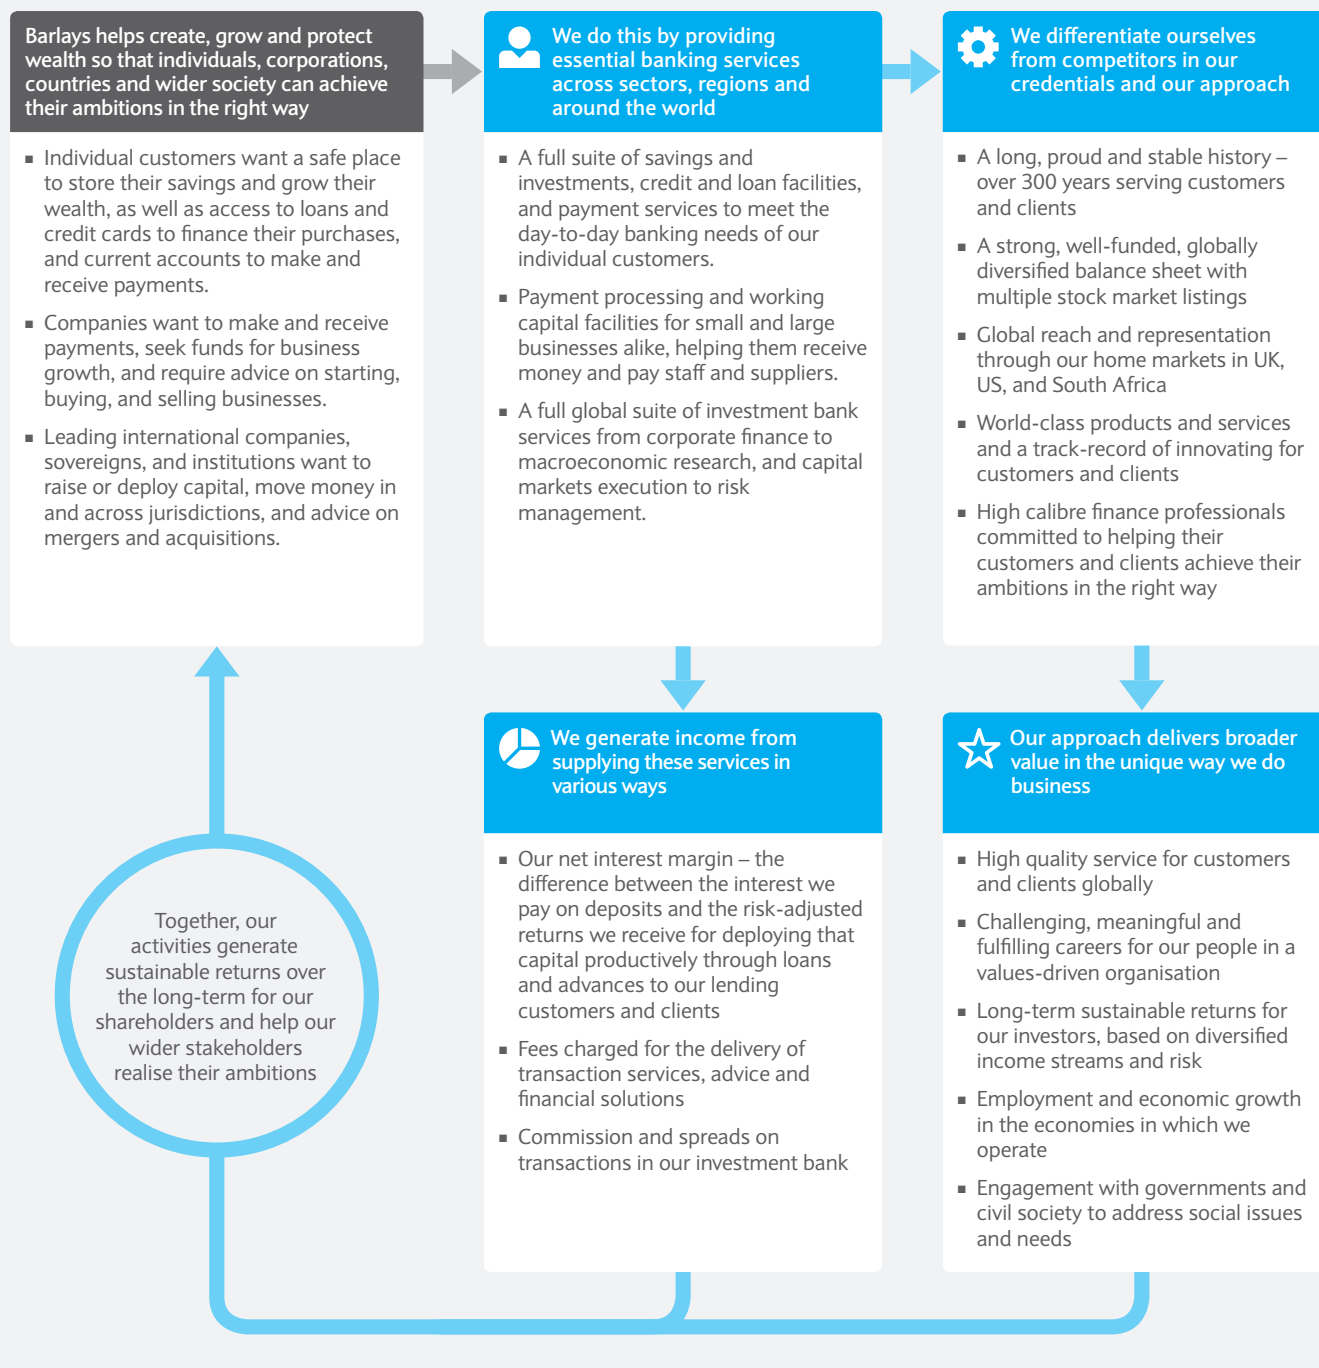 Barlays helps create, grow and protect
wealth so that individuals, corporations,
countries and wider society can achieve
their ambitions in the right way
▪ Individual customers want a safe place
to store their savings and grow their
wealth, as well as access to loans and
credit cards to finance their purchases,
and current accounts to make and
receive payments.
▪ Companies want to make and receive
payments, seek funds for business
growth, and require advice on starting,
buying, and selling businesses.
▪ Leading international companies,
sovereigns, and institutions want to
raise or deploy capital, move money in
and across jurisdictions, and advice on
mergers and acquisitions.
We do this by providing
essential banking services
across sectors, regions and
around the world
▪ A full suite of savings and
investments, credit and loan facilities,
and payment services to meet the
day-to-day banking needs of our
individual customers.
▪ Payment processing and working
capital facilities for small and large
businesses alike, helping them receive
money and pay staff and suppliers.
▪ A full global suite of investment bank
services from corporate finance to
macroeconomic research, and capital
markets execution to risk
management.
We differentiate ourselves
from competitors in our
credentials and our approach
▪ A long, proud and stable history –
over 300 years serving customers
and clients
▪ A strong, well-funded, globally
diversified balance sheet with
multiple stock market listings
▪ Global reach and representation
through our home markets in UK,
US, and South Africa
▪ World-class products and services
and a track-record of innovating for
customers and clients
▪ High calibre finance professionals
committed to helping their
customers and clients achieve their
ambitions in the right way
We generate income from
supplying these services in
various ways
▪ Our net interest margin – the
difference between the interest we
pay on deposits and the risk-adjusted
returns we receive for deploying that
capital productively through loans
and advances to our lending
customers and clients
▪ Fees charged for the delivery of
transaction services, advice and
financial solutions
▪ Commission and spreads on
transactions in our investment bank
Our approach delivers broader
value in the unique way we do
business
▪ High quality service for customers
and clients globally
▪ Challenging, meaningful and
fulfilling careers for our people in a
values-driven organisation
▪ Long-term sustainable returns for
our investors, based on diversified
income streams and risk
▪ Employment and economic growth
in the economies in which we
operate
▪ Engagement with governments and
civil society to address social issues
and needs
Together, our
activities generate
sustainable returns over
the long-term for our
shareholders and help our
wider stakeholders
realise their ambitions